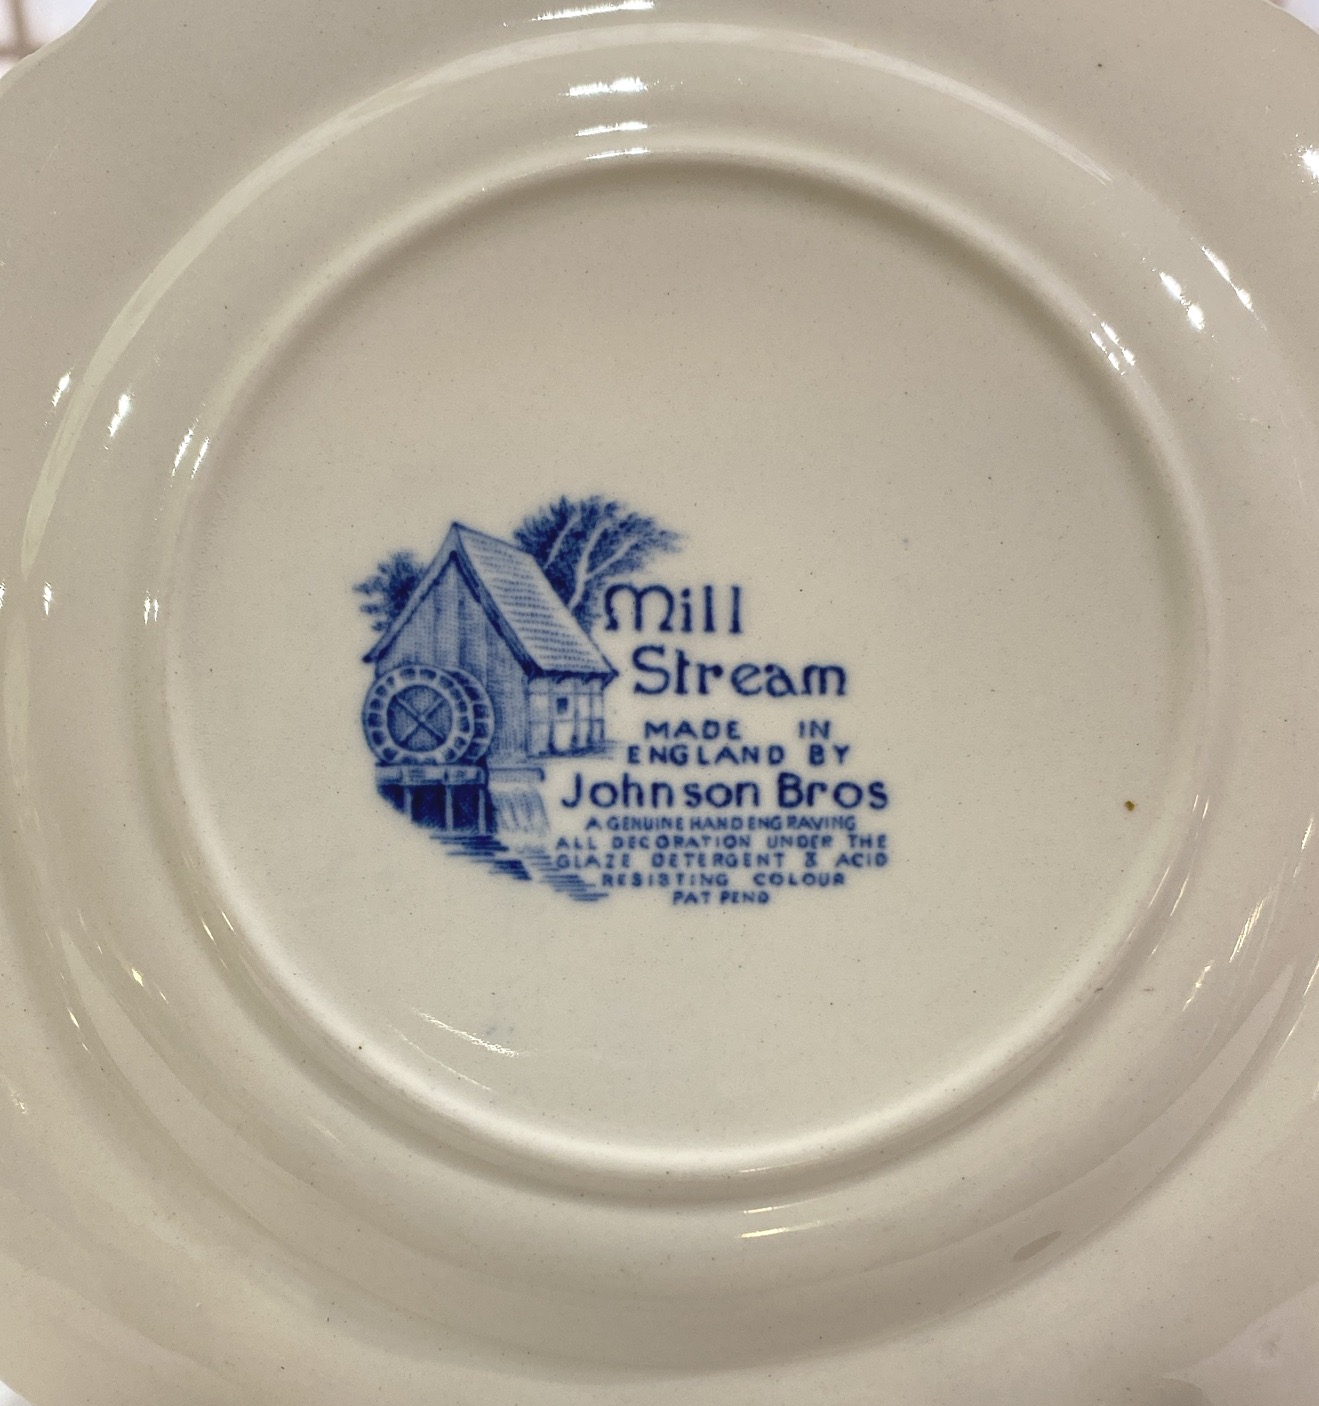 Mill
Stream
MADE IN
ENGLAND BY
Johnson Bros
A GENUINE HAND ENGRAVING
ALL DECORATION UNDER THE
GLAZE DETERGENT & ACID
RESISTING COLOUR
PAT PEND